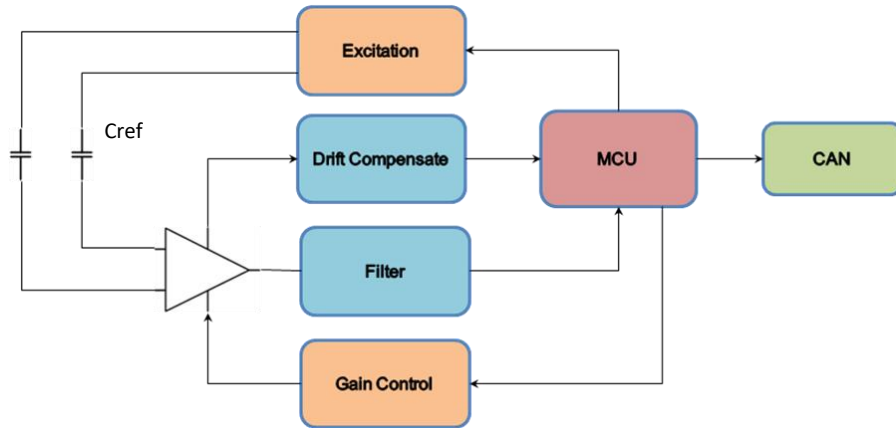 Excitation
Cref
Drift Compensate
MCU
CAN
Filter
Gain Control